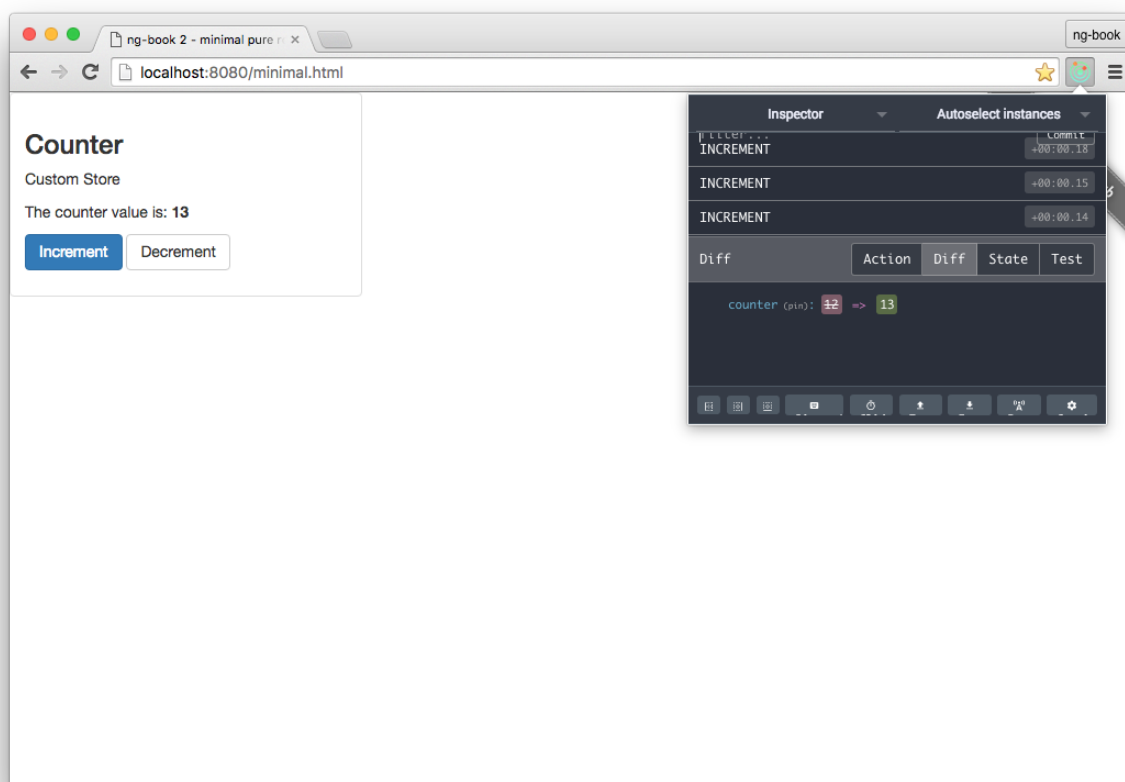 ng-book 2 - minimal pure
ng-book
localhost:8080/minimal.html
Counter
Custom Store
The counter value is: 13
Increment Decrement
Inspector Autoselect instances
filter... Commit
INCREMENT +00:00.18
INCREMENT +00:00.15
INCREMENT +00:00.14
Diff Action Diff State Test
counter (pin): 12 => 13